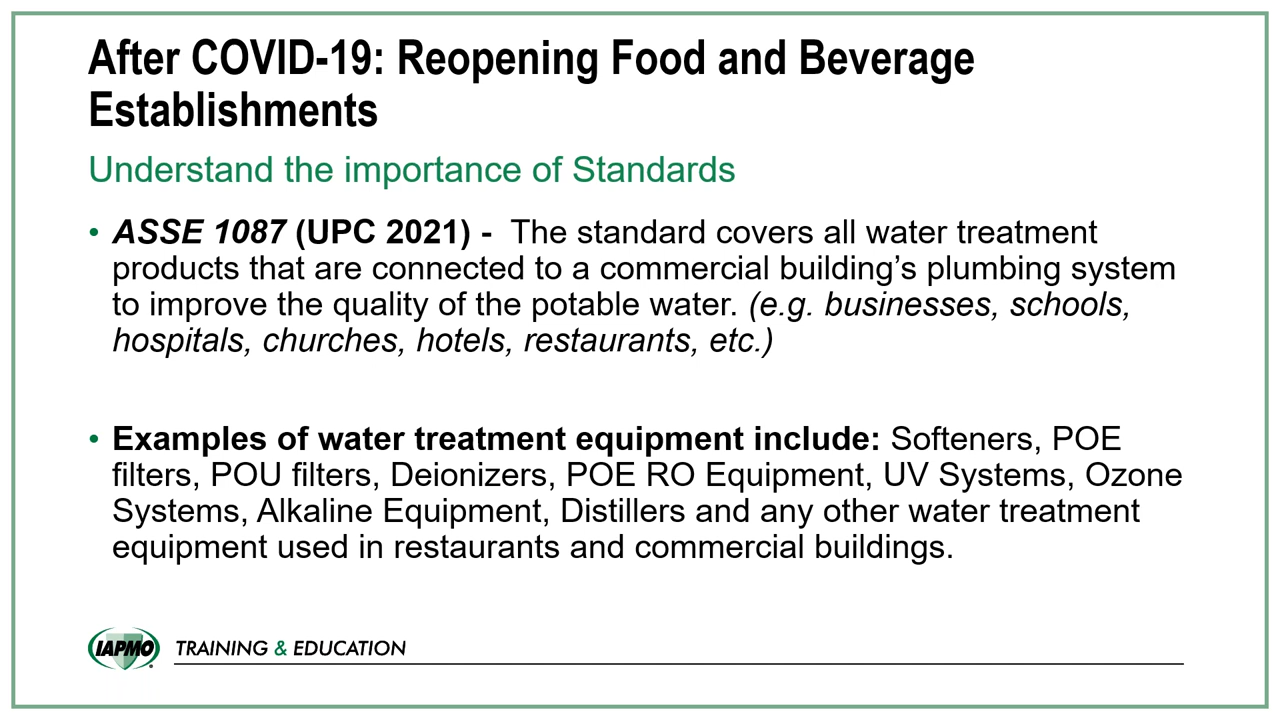 After COVID-19: Reopening Food and Beverage
Establishments
Understand the importance of Standards
• ASSE 1087 (UPC 2021) -  The standard covers all water treatment
products that are connected to a commercial building’s plumbing system
to improve the quality of the potable water. (e.g. businesses, schools,
hospitals, churches, hotels, restaurants, etc.)
• Examples of water treatment equipment include: Softeners, POE
filters, POU filters, Deionizers, POE RO Equipment, UV Systems, Ozone
Systems, Alkaline Equipment, Distillers and any other water treatment
equipment used in restaurants and commercial buildings.
IAPMO TRAINING & EDUCATION